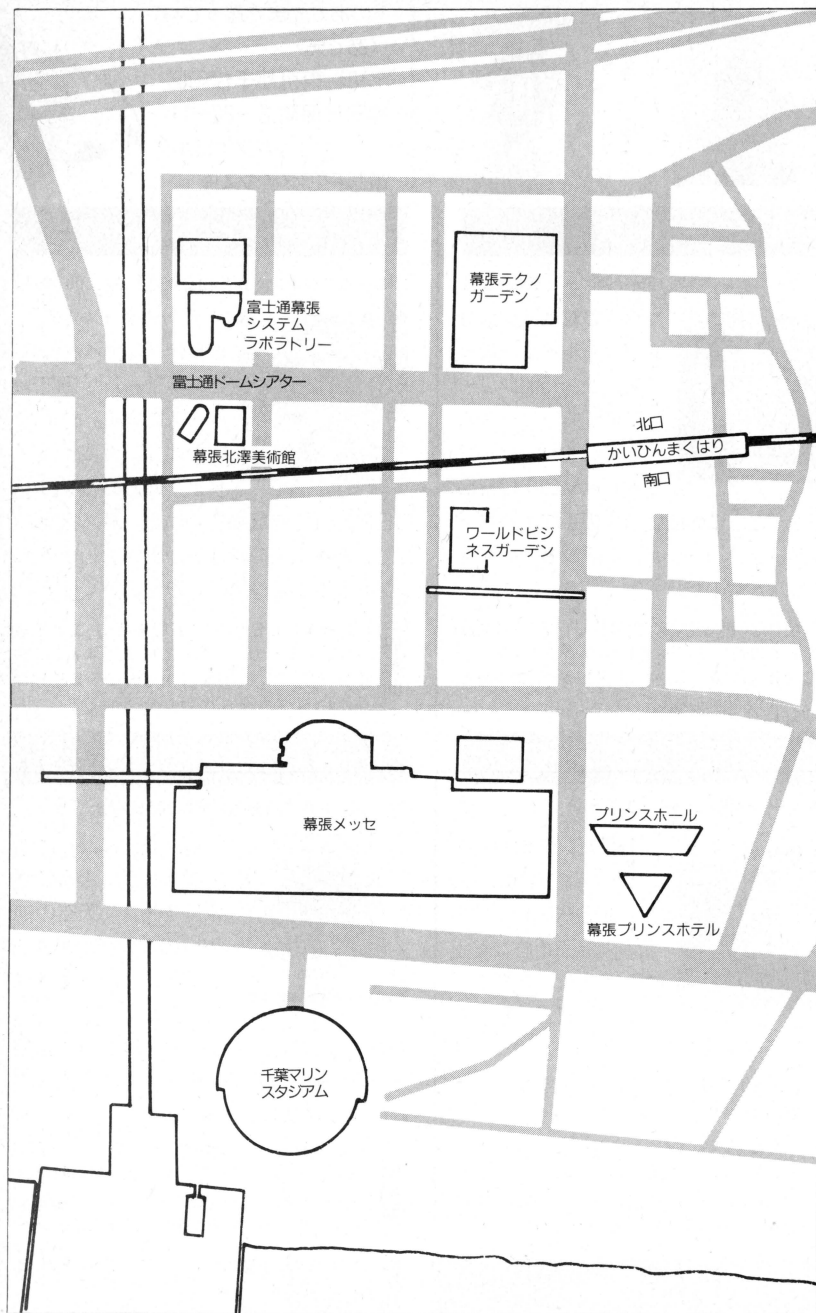 幕張テクノ
ガーデン
富士通幕張
システム
ラボラトリー
富士通ドームシアター
北口
かいひんまくはり
南口
幕張北澤美術館
ワールドビジ
ネスガーデン
幕張メッセ
プリンスホール
幕張プリンスホテル
千葉マリン
スタジアム